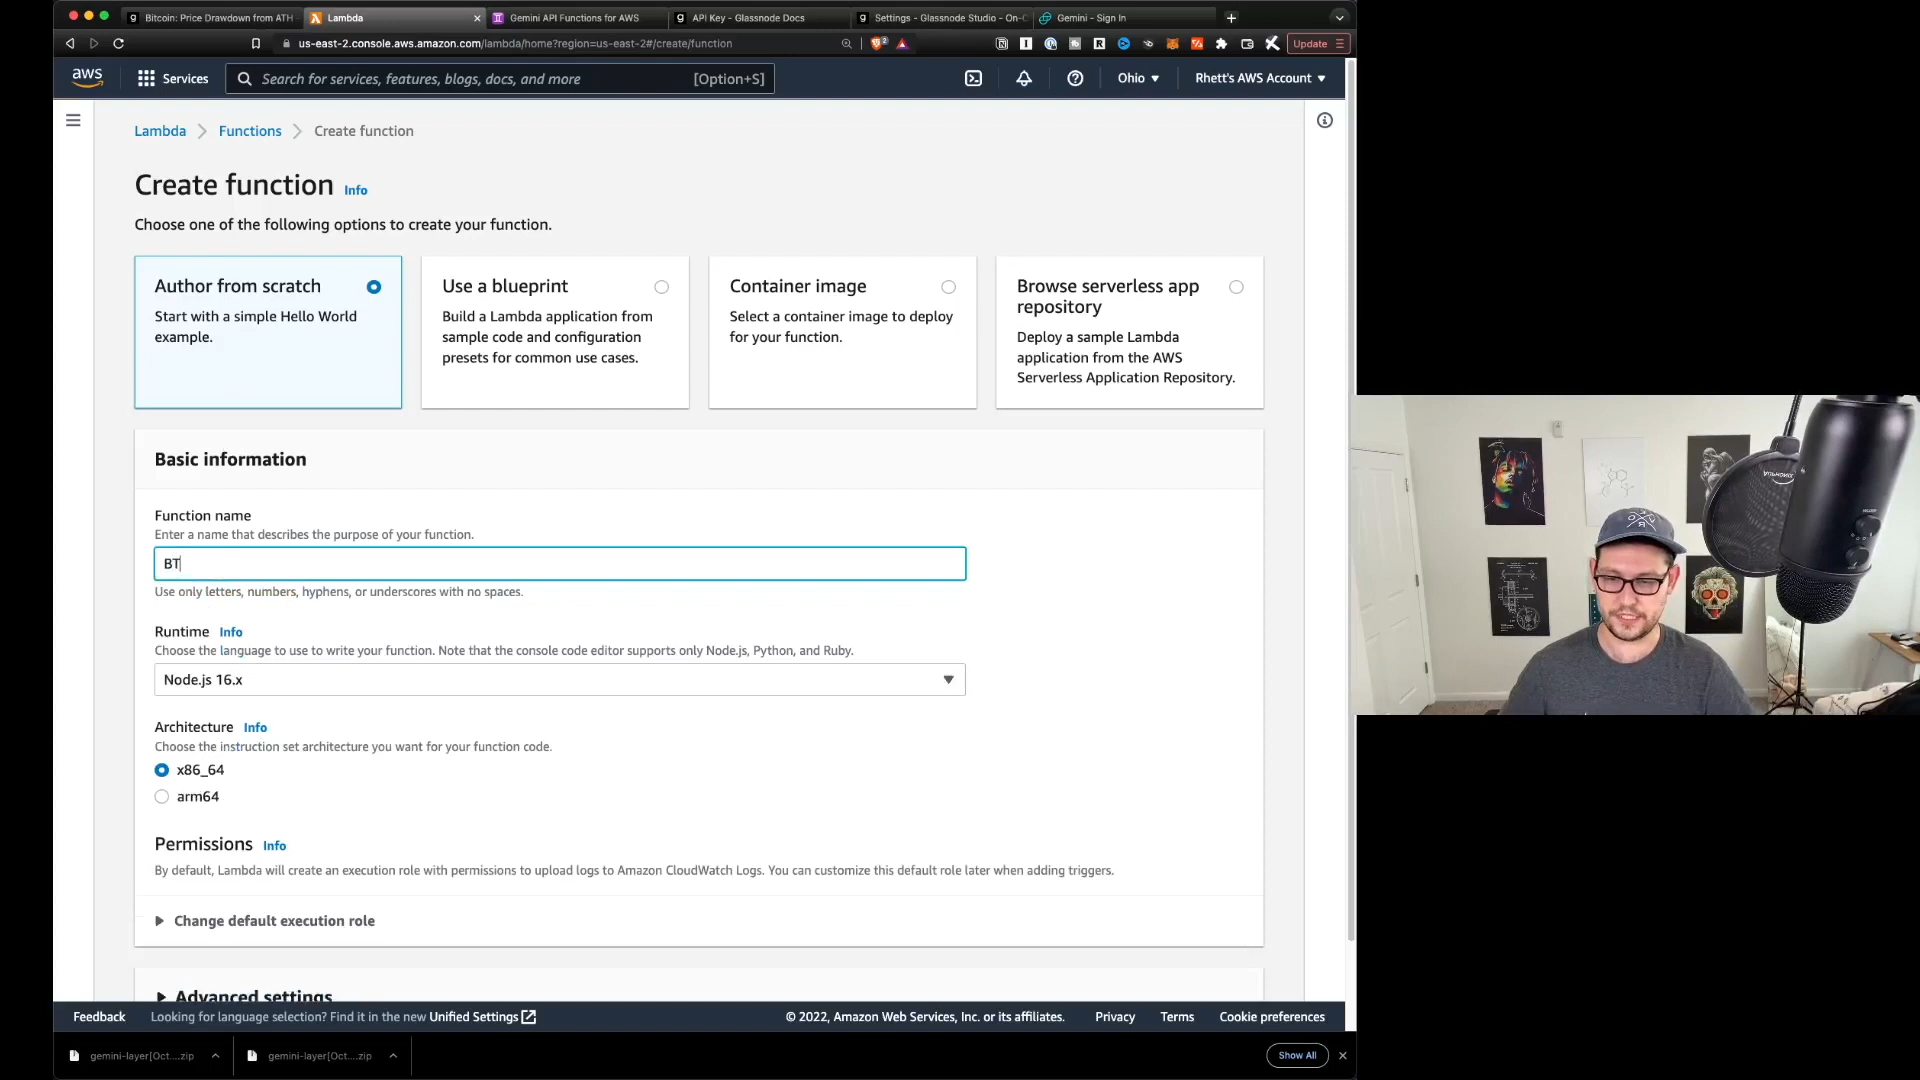 Bitcoin: Price Drawdown from ATH
Lambda
Gemini API Functions for AWS
API Key - Glassnode Docs
Settings - Glassnode Studio - On-C
Gemini - Sign In
us-east-2.console.aws.amazon.com/lambda/home?region=us-east-2#/create/function
Update
aws
Services
Search for services, features, blogs, docs, and more
[Option+S]
Ohio
Rhett's AWS Account
Lambda
Functions
Create function
Create function
Info
Choose one of the following options to create your function.
Author from scratch
Start with a simple Hello World
example.
Use a blueprint
Build a Lambda application from
sample code and configuration
presets for common use cases.
Container image
Select a container image to deploy
for your function.
Browse serverless app
repository
Deploy a sample Lambda
application from the AWS
Serverless Application Repository.
Basic information
Function name
Enter a name that describes the purpose of your function.
BT
Use only letters, numbers, hyphens, or underscores with no spaces.
Runtime Info
Choose the language to use to write your function. Note that the console code editor supports only Node.js, Python, and Ruby.
Node.js 16.x
Architecture Info
Choose the instruction set architecture you want for your function code.
x86_64
arm64
Permissions Info
By default, Lambda will create an execution role with permissions to upload logs to Amazon CloudWatch Logs. You can customize this default role later when adding triggers.
Change default execution role
Advanced settings
Feedback
Looking for language selection? Find it in the new Unified Settings
© 2022, Amazon Web Services, Inc. or its affiliates.
Privacy
Terms
Cookie preferences
gemini-layer[Oct....zip
gemini-layer[Oct....zip
Show All